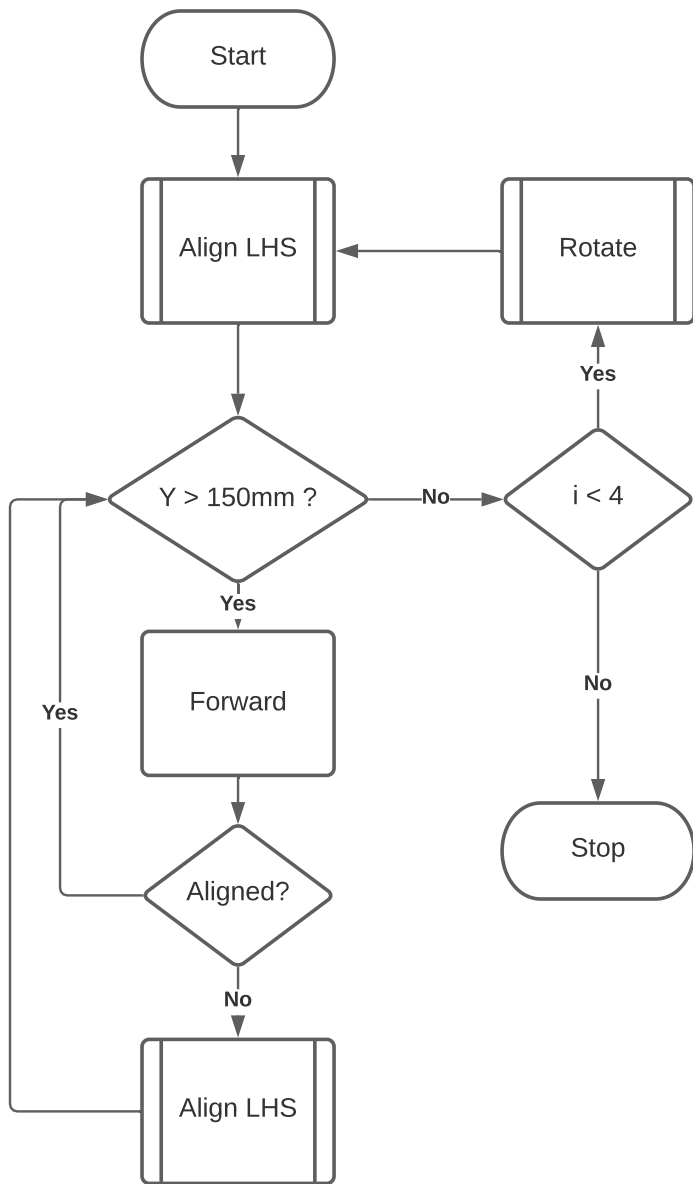 Start
Align LHS
Rotate
Yes
Y > 150mm ?
No
i < 4
Yes
Forward
No
Yes
Aligned?
Stop
No
Align LHS